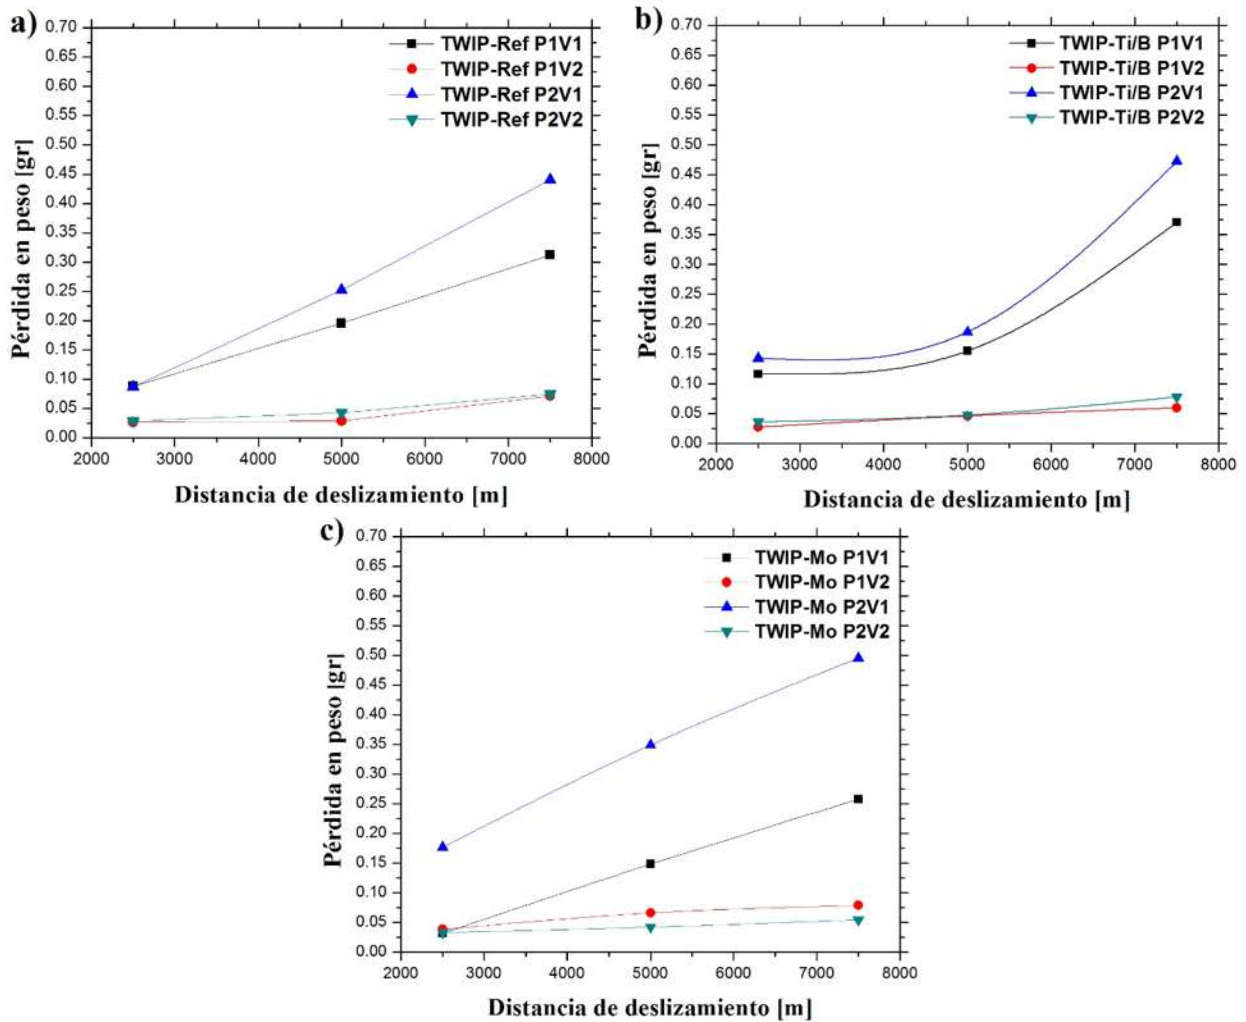 a)
TWIP-Ref P1V1
TWIP-Ref P1V2
TWIP-Ref P2V1
TWIP-Ref P2V2
Pérdida en peso [gr]
0.70
0.65
0.60
0.55
0.50
0.45
0.40
0.35
0.30
0.25
0.20
0.15
0.10
0.05
0.00
2000 3000 4000 5000 6000 7000 8000
Distancia de deslizamiento [m]
b)
TWIP-Ti/B P1V1
TWIP-Ti/B P1V2
TWIP-Ti/B P2V1
TWIP-Ti/B P2V2
Pérdida en peso [gr]
0.70
0.65
0.60
0.55
0.50
0.45
0.40
0.35
0.30
0.25
0.20
0.15
0.10
0.05
0.00
2000 3000 4000 5000 6000 7000 8000
Distancia de deslizamiento [m]
c)
TWIP-Mo P1V1
TWIP-Mo P1V2
TWIP-Mo P2V1
TWIP-Mo P2V2
Pérdida en peso [gr]
0.70
0.65
0.60
0.55
0.50
0.45
0.40
0.35
0.30
0.25
0.20
0.15
0.10
0.05
0.00
2000 3000 4000 5000 6000 7000 8000
Distancia de deslizamiento [m]